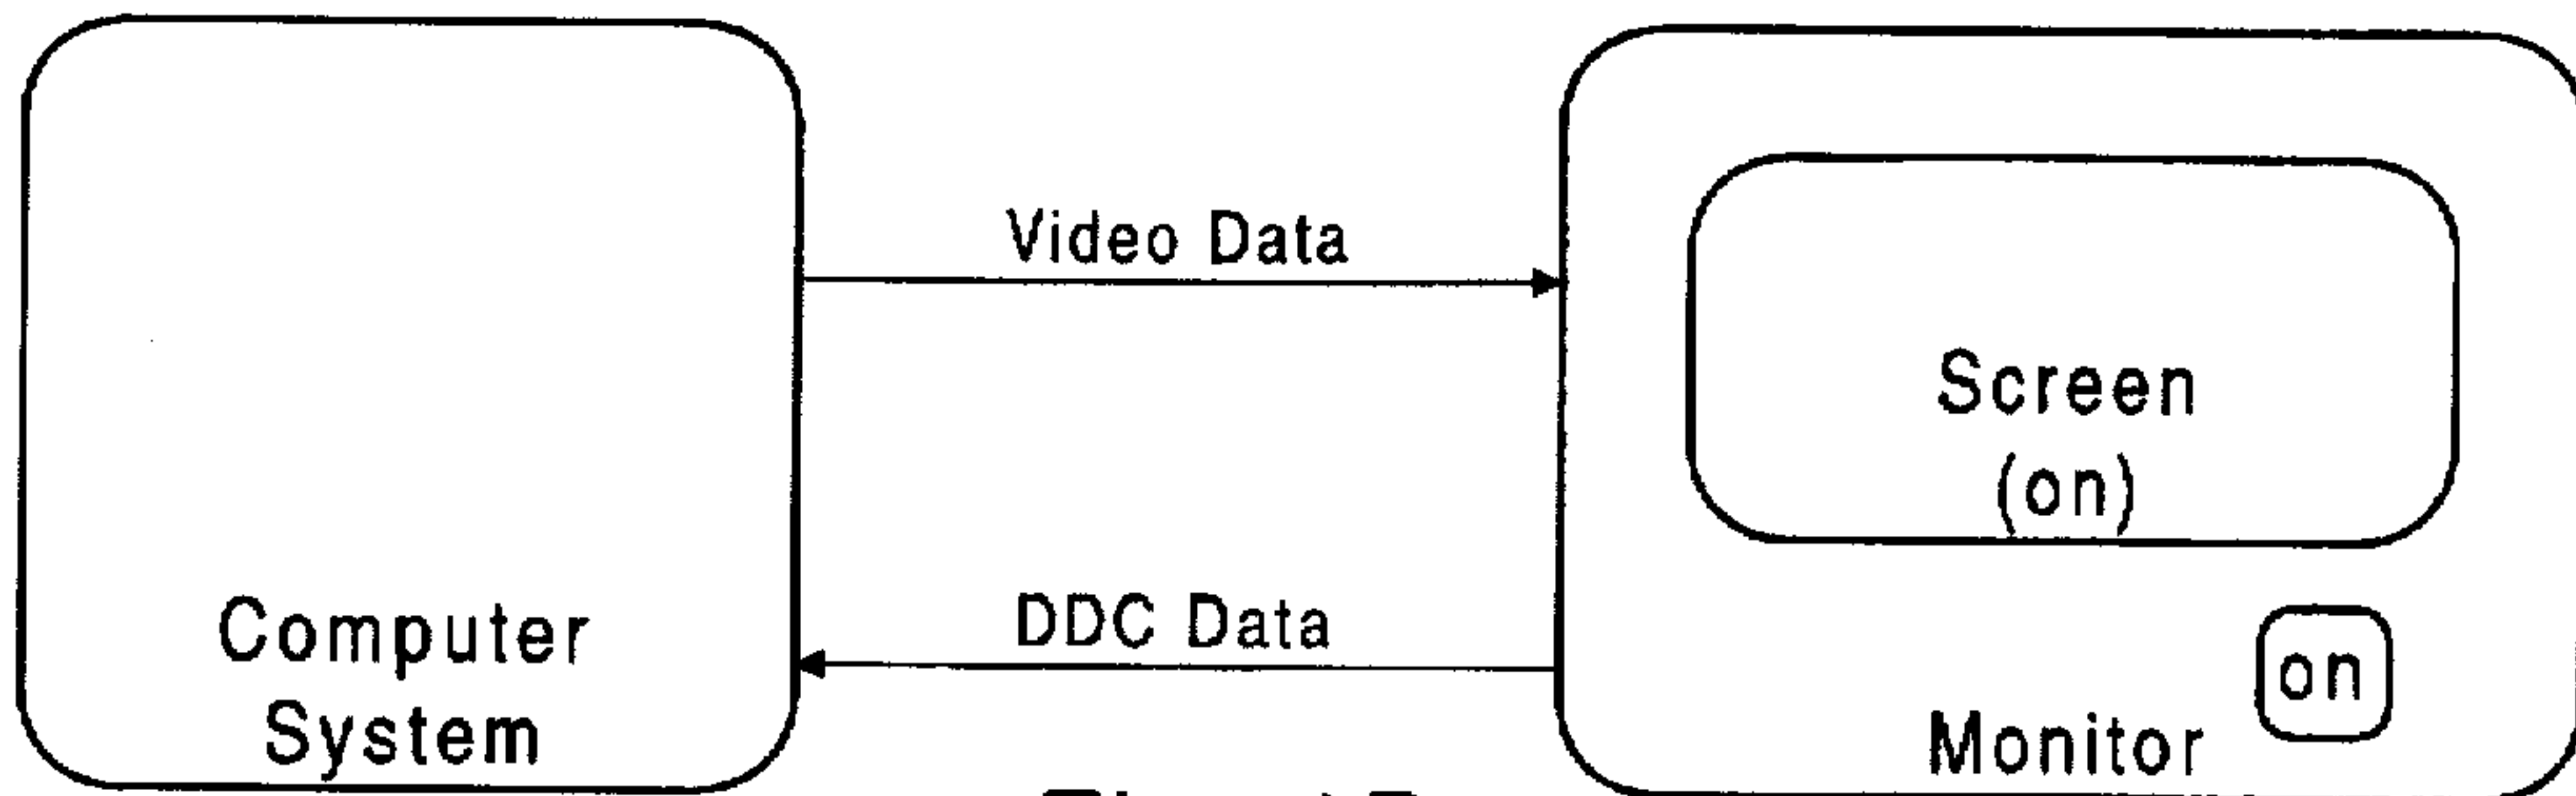 Video Data
Screen
(on)
DDC Data
Computer
System
on
Monitor